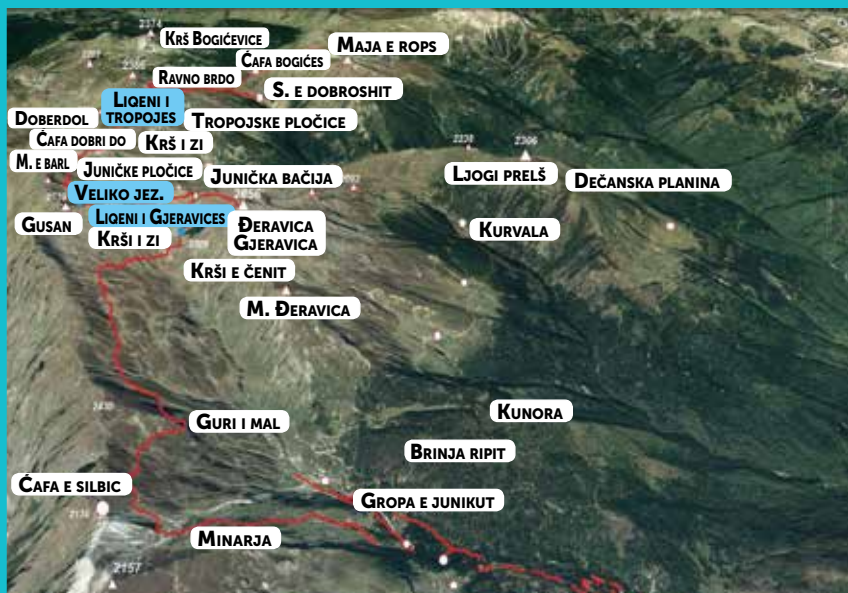 2374
Krš Bogićevice
Maja e rops
Ćafa bogićes
Ravno brdo
S. e dobroshit
Liqeni i
tropojes
Doberdol
Tropojske pločice
Ćafa dobri do
Krš i zi
M. e barl
Juničke pločice
Junička bačija
Ljogi prelš
Dečanska planina
Veliko jez.
Liqeni i Gjeravices
Gusan
Krši i zi
Đeravica
Gjeravica
Kurvala
Krši e čenit
M. Đeravica
Kunora
Guri i mal
Brinja ripit
Ćafa e silbic
Gropa e junikut
Minarja
2157